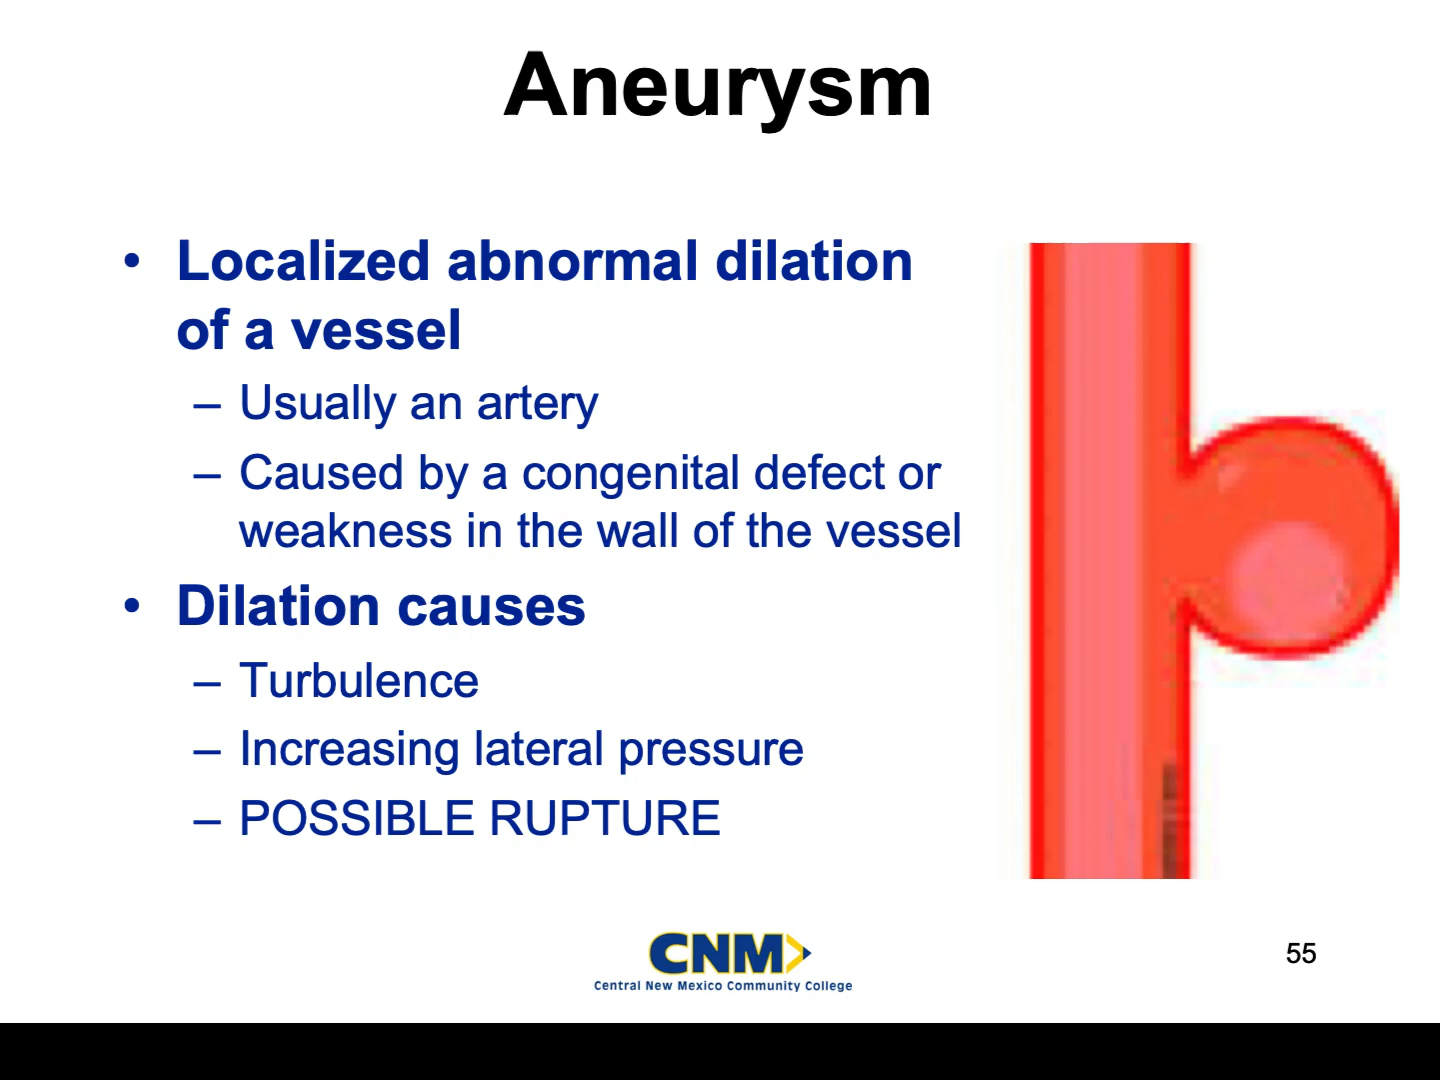 Aneurysm
• Localized abnormal dilation
of a vessel
– Usually an artery
– Caused by a congenital defect or
weakness in the wall of the vessel
• Dilation causes
– Turbulence
– Increasing lateral pressure
– POSSIBLE RUPTURE
CNM
Central New Mexico Community College
55